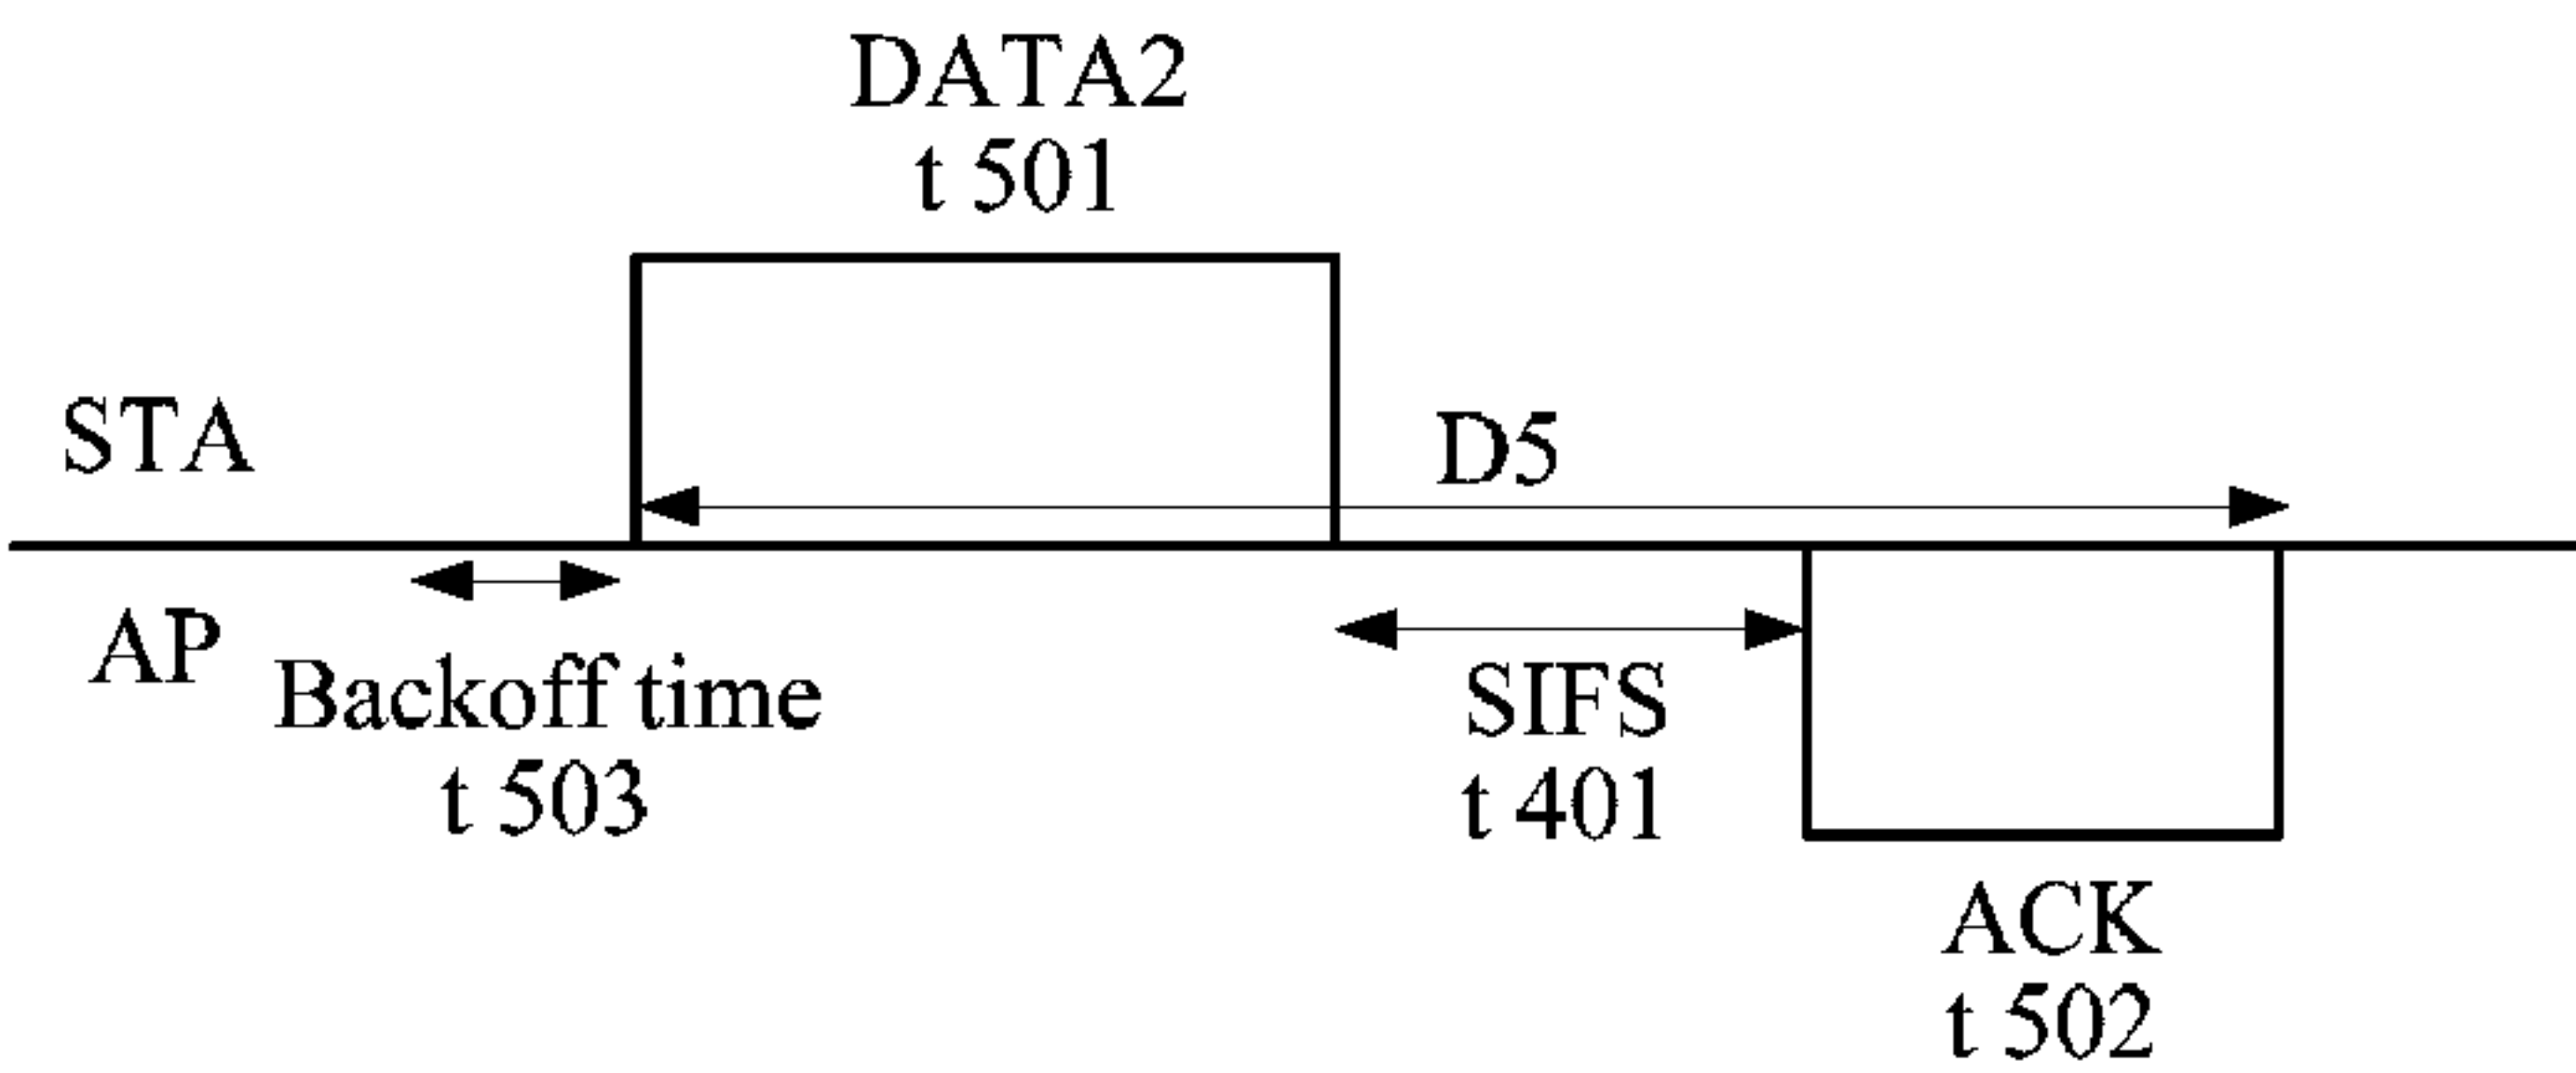 DATA2
t 501
STA
D5
AP
Backoff time
t 503
SIFS
t 401
ACK
t 502